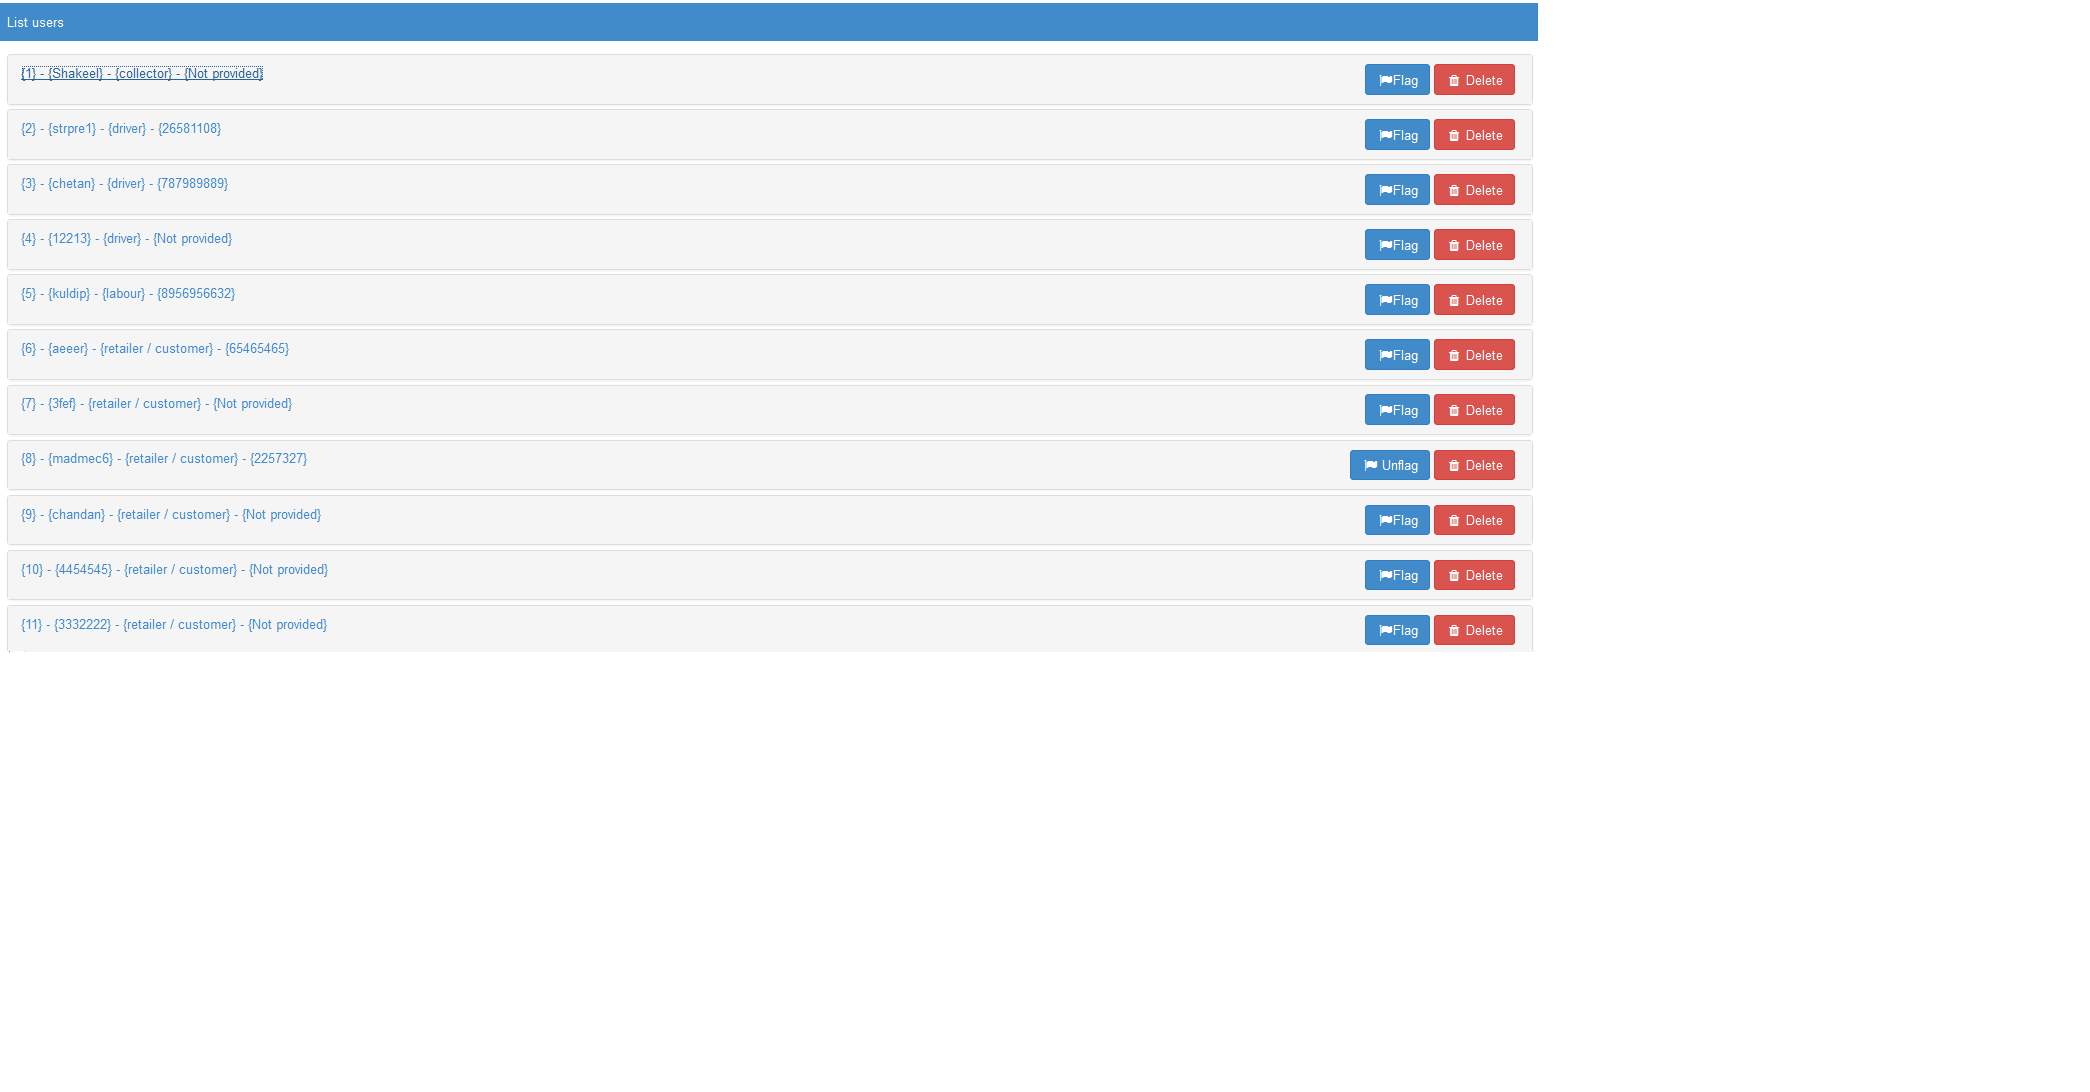 List users
{1} - {Shakeel} - {collector} - {Not provided} Flag Delete
{2} - {strpre1} - {driver} - {26581108} Flag Delete
{3} - {chetan} - {driver} - {787989889} Flag Delete
{4} - {12213} - {driver} - {Not provided} Flag Delete
{5} - {kuldip} - {labour} - {8956956632} Flag Delete
{6} - {aeeer} - {retailer / customer} - {65465465} Flag Delete
{7} - {3fef} - {retailer / customer} - {Not provided} Flag Delete
{8} - {madmec6} - {retailer / customer} - {2257327} Unflag Delete
{9} - {chandan} - {retailer / customer} - {Not provided} Flag Delete
{10} - {4454545} - {retailer / customer} - {Not provided} Flag Delete
{11} - {3332222} - {retailer / customer} - {Not provided} Flag Delete